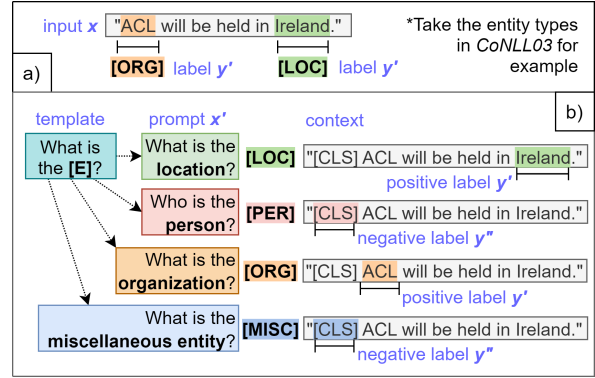 input x "ACL will be held in Ireland."
*Take the entity types
in CoNLL03 for
example
[ORG] label y' [LOC] label y'
a)
b)
template prompt x' context
What is
the [E]?
What is the
location?
[LOC] "[CLS] ACL will be held in Ireland."
positive label y'
Who is the
person?
[PER] "[CLS] ACL will be held in Ireland."
negative label y''
What is the
organization?
[ORG] "[CLS] ACL will be held in Ireland."
positive label y'
What is the
miscellaneous entity?
[MISC] "[CLS] ACL will be held in Ireland."
negative label y''